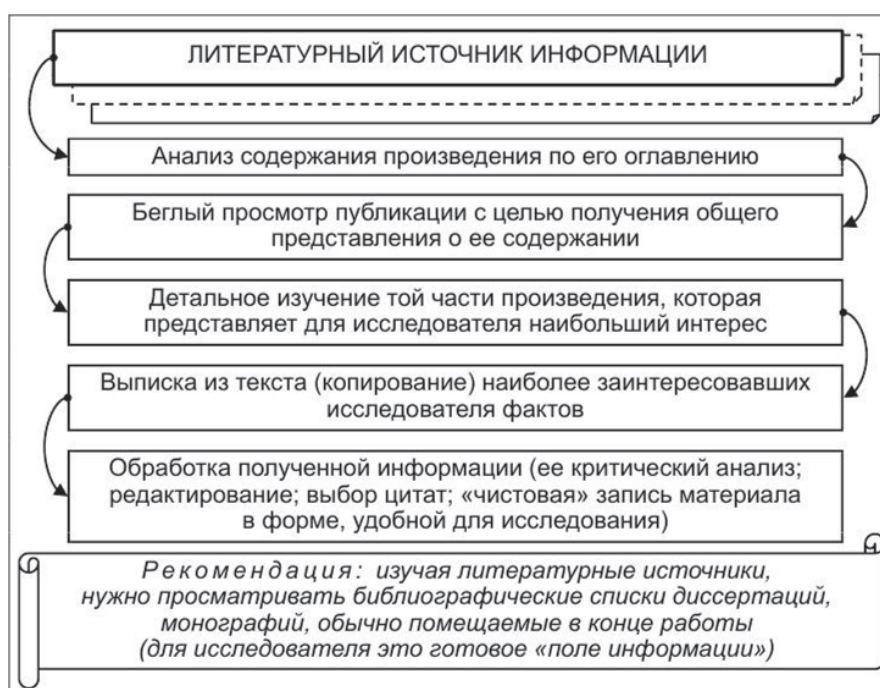 ЛИТЕРАТУРНЫЙ ИСТОЧНИК ИНФОРМАЦИИ
Анализ содержания произведения по его оглавлению
Беглый просмотр публикации с целью получения общего
представления о ее содержании
Детальное изучение той части произведения, которая
представляет для исследователя наибольший интерес
Выписка из текста (копирование) наиболее заинтересовавших
исследователя фактов
Обработка полученной информации (ее критический анализ;
редактирование; выбор цитат; «чистовая» запись материала
в форме, удобной для исследования)
Рекомендация: изучая литературные источники,
нужно просматривать библиографические списки диссертаций,
монографий, обычно помещаемые в конце работы
(для исследователя это готовое «поле информации»)